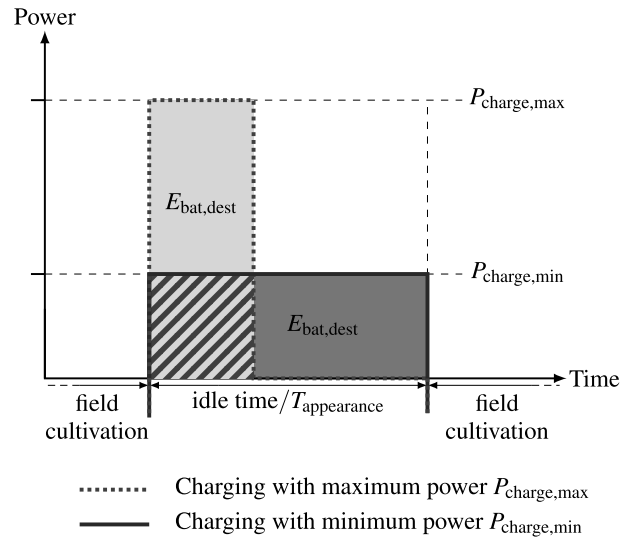 Power
P_charge,max
E_bat,dest
P_charge,min
E_bat,dest
Time
field cultivation
idle time/T_appearance
field cultivation
Charging with maximum power P_charge,max
Charging with minimum power P_charge,min